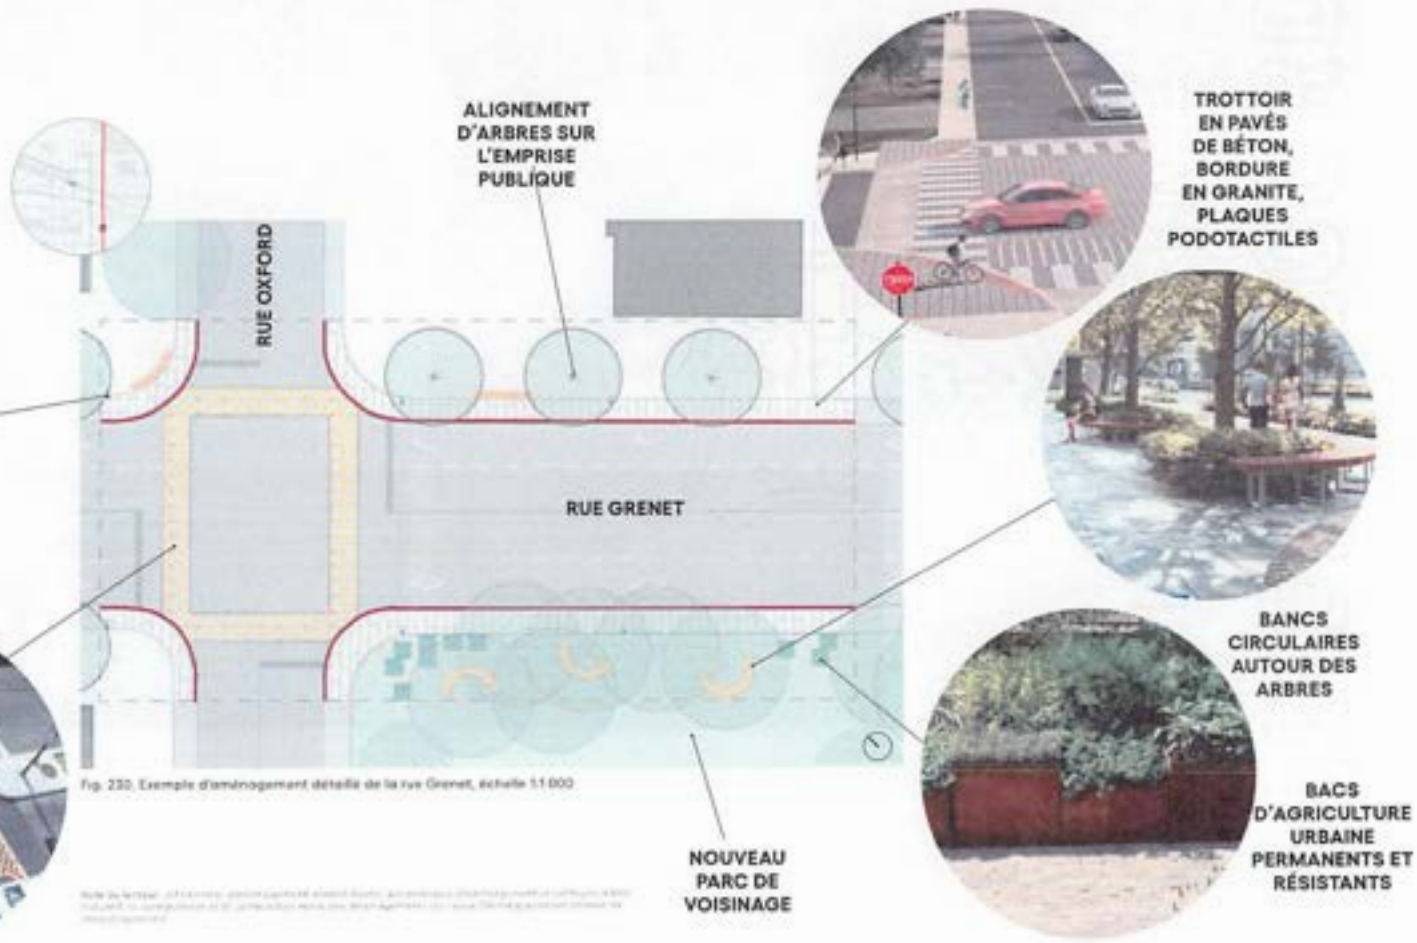 ALIGNEMENT
D'ARBRES SUR
L'EMPRISE
PUBLIQUE
TROTTOIR
EN PAVÉS
DE BÉTON,
BORDURE
EN GRANITE,
PLAQUES
PODOTACTILES
RUE OXFORD
RUE GRENET
BANCS
CIRCULAIRES
AUTOUR DES
ARBRES
BACS
D'AGRICULTURE
URBAINE
PERMANENTS ET
RÉSISTANTS
Fig. 230. Exemple d'aménagement détaillé de la rue Grenet, échelle 1:1 000
NOUVEAU
PARC DE
VOISINAGE